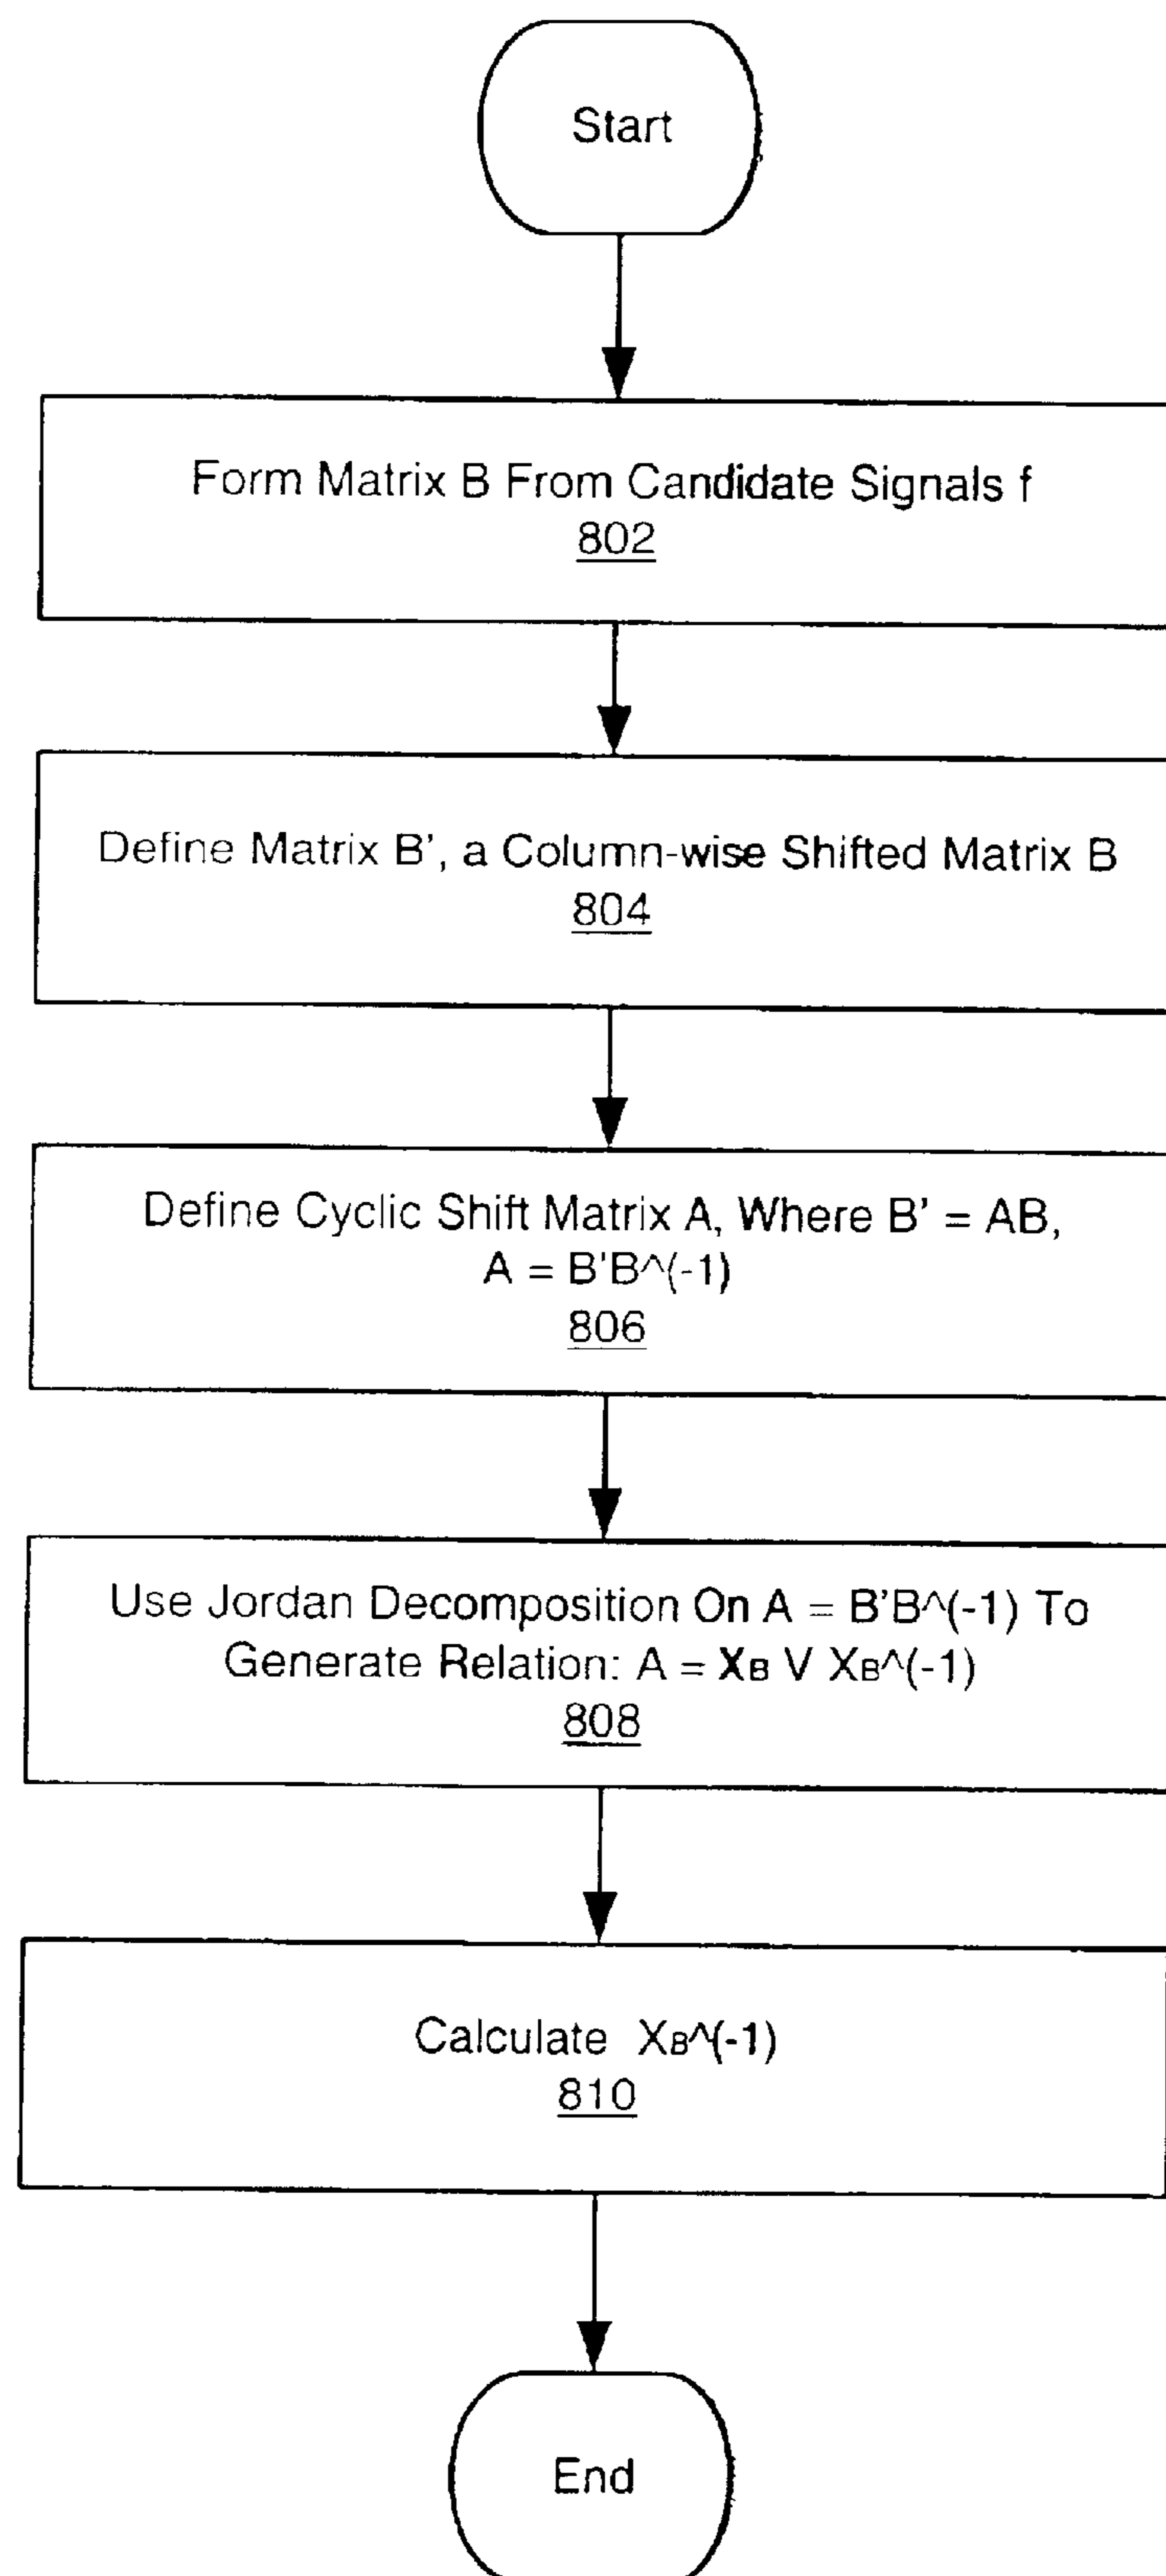 Start
Form Matrix B From Candidate Signals f
802
Define Matrix B', a Column-wise Shifted Matrix B
804
Define Cyclic Shift Matrix A, Where B' = AB,
A = B'B^(-1)
806
Use Jordan Decomposition On A = B'B^(-1) To
Generate Relation: A = XB V XB^(-1)
808
Calculate XB^(-1)
810
End